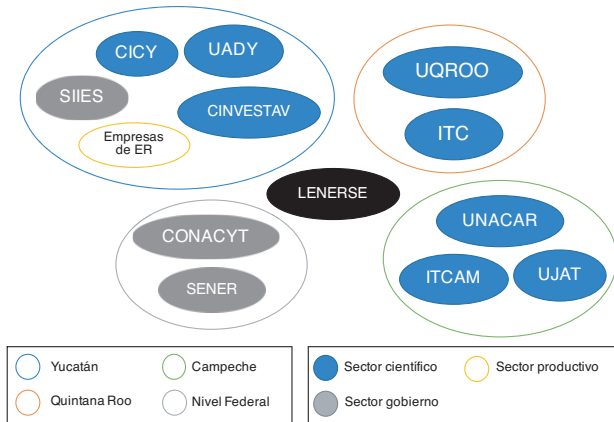 CICY
UADY
SIIES
CINVESTAV
Empresas
de ER
UQROO
ITC
LENERSE
CONACYT
SENER
UNACAR
ITCAM
UJAT
Yucatán
Campeche
Quintana Roo
Nivel Federal
Sector científico
Sector productivo
Sector gobierno